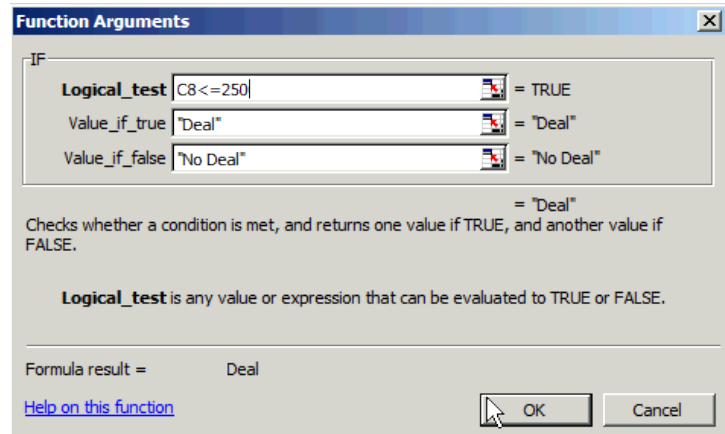 Function Arguments
IF
Logical_test C8<=250 = TRUE
Value_if_true "Deal" = "Deal"
Value_if_false "No Deal" = "No Deal"
= "Deal"
Checks whether a condition is met, and returns one value if TRUE, and another value if
FALSE.
Logical_test is any value or expression that can be evaluated to TRUE or FALSE.
Formula result = Deal
Help on this function OK Cancel